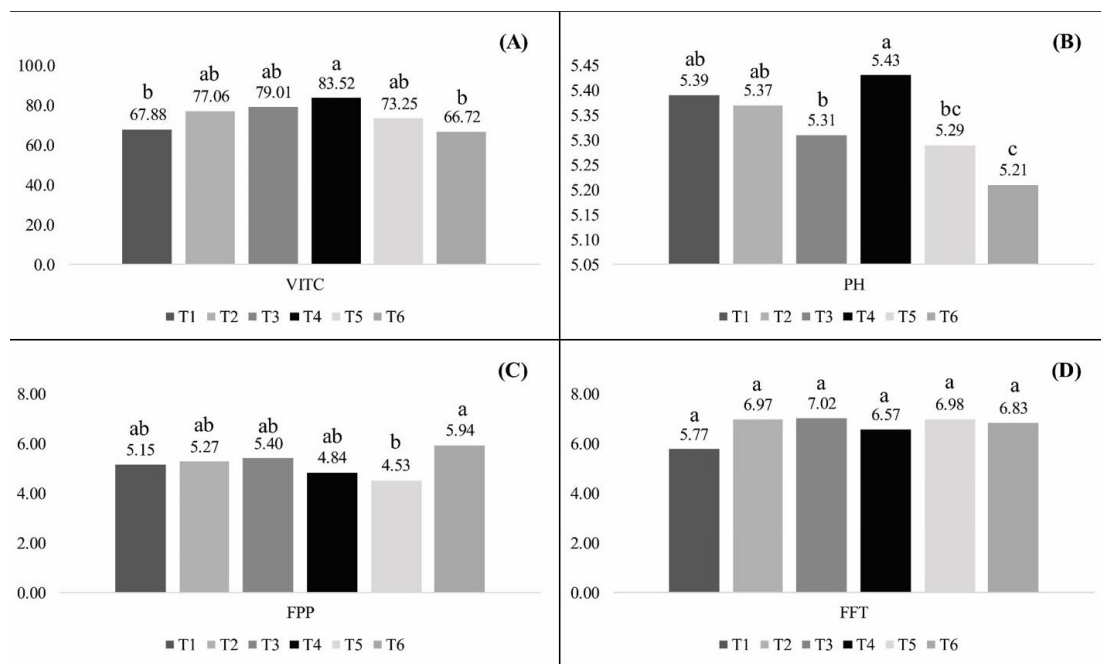 (A)
100.0
80.0
60.0
40.0
20.0
0.0
b ab ab a ab b
67.88 77.06 79.01 83.52 73.25 66.72
VITC
T1 T2 T3 T4 T5 T6
(B)
5.45
5.40
5.35
5.30
5.25
5.20
5.15
5.10
5.05
ab ab b a bc c
5.39 5.37 5.31 5.43 5.29 5.21
PH
T1 T2 T3 T4 T5 T6
(C)
8.00
6.00
4.00
2.00
0.00
ab ab ab ab b a
5.15 5.27 5.40 4.84 4.53 5.94
FPP
T1 T2 T3 T4 T5 T6
(D)
8.00
6.00
4.00
2.00
0.00
a a a a a a
5.77 6.97 7.02 6.57 6.98 6.83
FFT
T1 T2 T3 T4 T5 T6